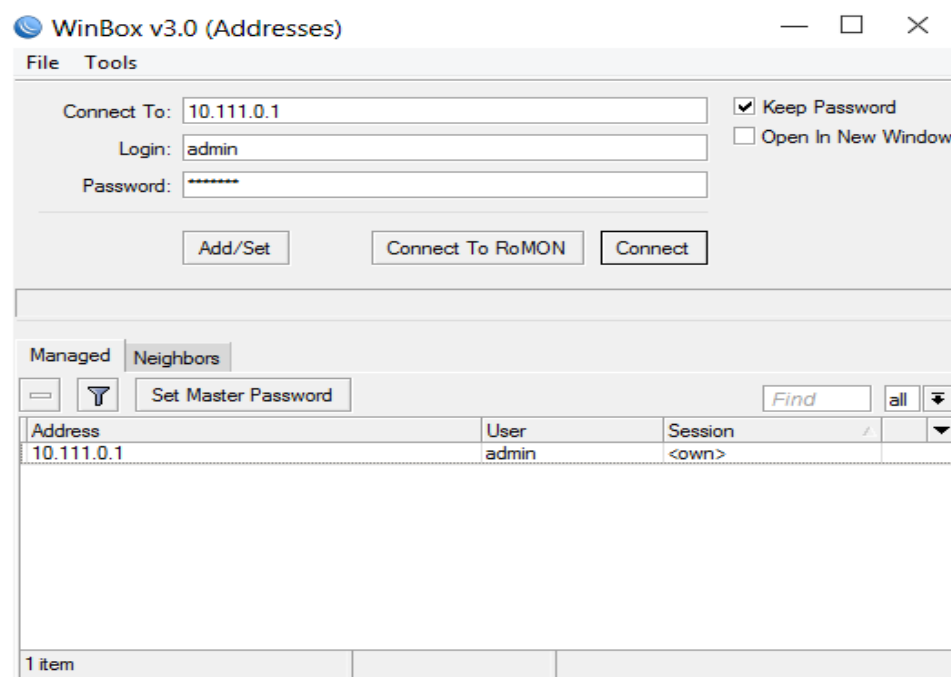 WinBox v3.0 (Addresses)
File Tools
Connect To: 10.111.0.1
Keep Password
Login: admin
Open In New Window
Password: *******
Add/Set Connect To RoMON Connect
Managed Neighbors
Set Master Password Find all
Address User Session
10.111.0.1 admin <own>
1 item